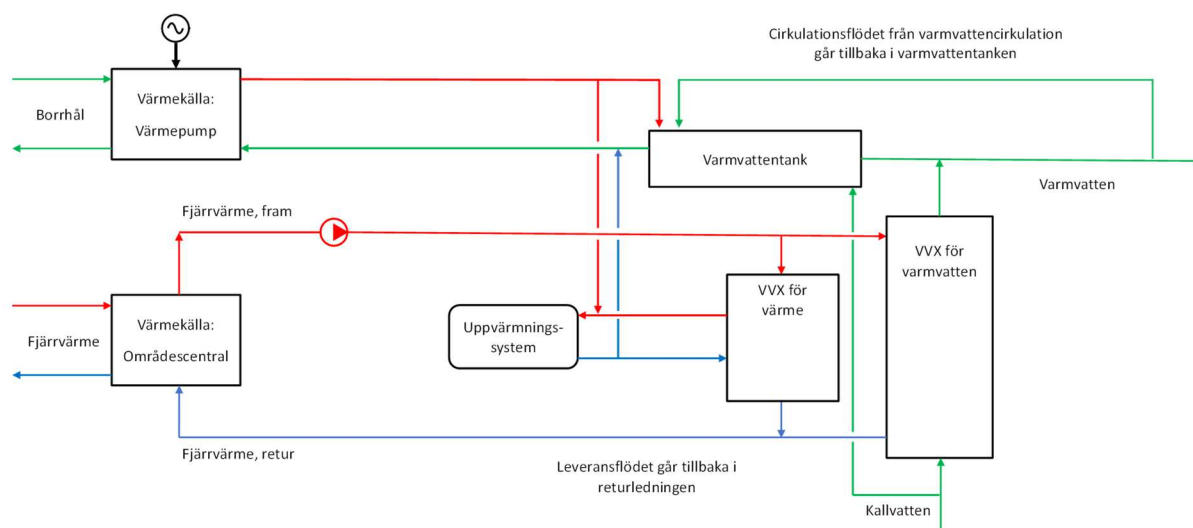 Cirkulationsflödet från varmvattencirkulation
går tillbaka i varmvattentanken
Borrhål
Värmekälla:
Värmepump
Varmvattentank
Varmvatten
Fjärrvärme, fram
VVX för
varmvatten
VVX för
värme
Värmekälla:
Områdescentral
Fjärrvärme
Uppvärmnings-
system
Fjärrvärme, retur
Leveransflödet går tillbaka i
returledningen
Kallvatten